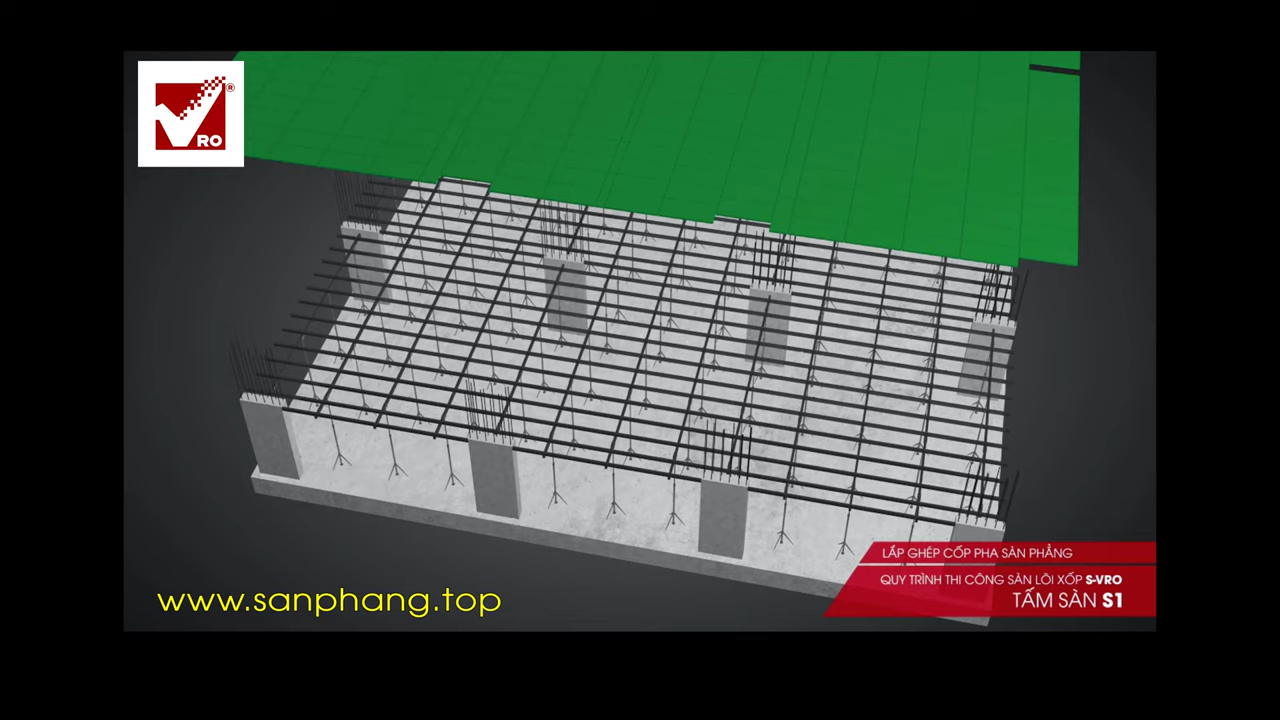 RO
®
LẮP GHÉP CỐP PHA SÀN PHẲNG
QUY TRÌNH THI CÔNG SÀN LÕI XỐP S-VRO
TẤM SÀN S1
www.sanphang.top